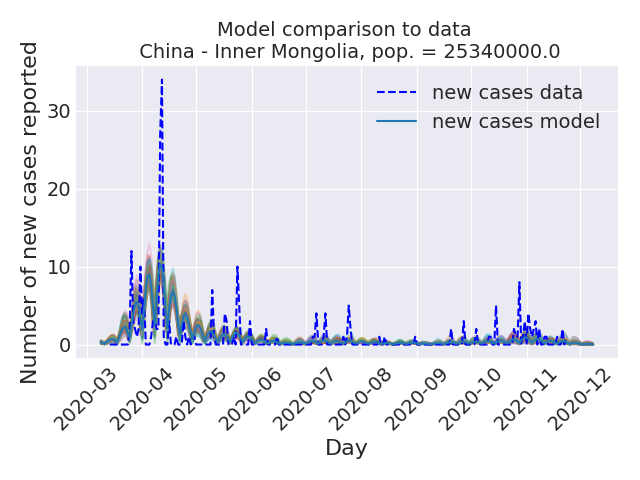 Model comparison to data
China - Inner Mongolia, pop. = 25340000.0
new cases data
new cases model
Number of new cases reported
30
20
10
0
2020-03
2020-04
2020-05
2020-06
2020-07
2020-08
2020-09
2020-10
2020-11
2020-12
Day